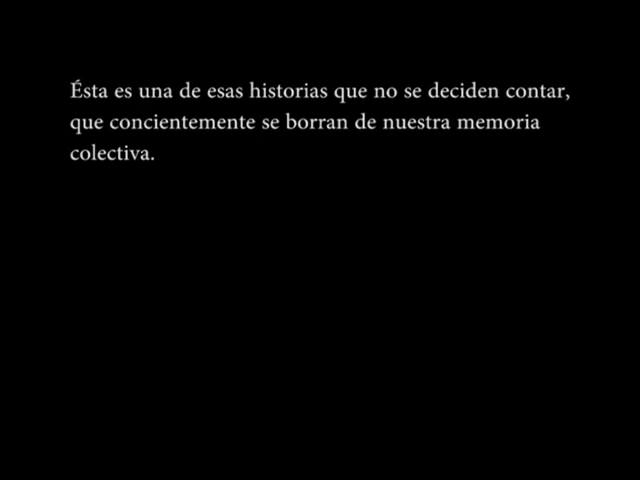 Ésta es una de esas historias que no se deciden contar,
que concientemente se borran de nuestra memoria
colectiva.